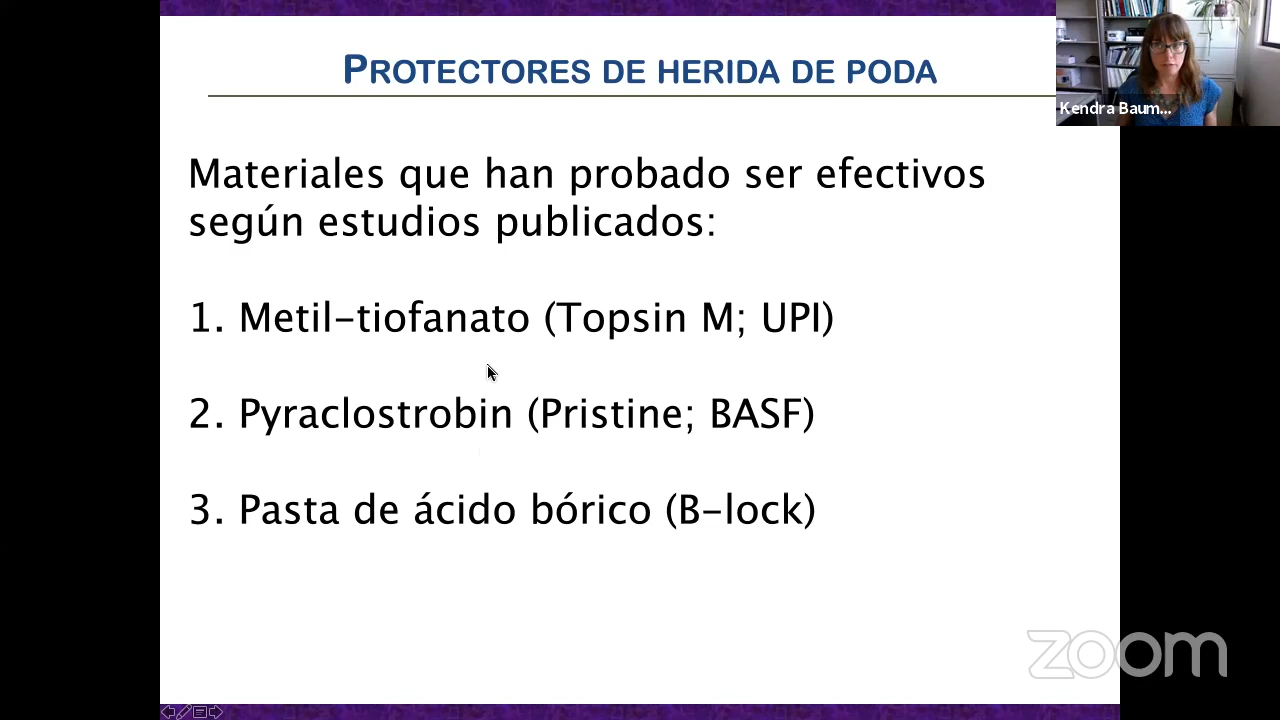 PROTECTORES DE HERIDA DE PODA
Kendra Baum...
Materiales que han probado ser efectivos
según estudios publicados:
1. Metil-tiofanato (Topsin M; UPI)
2. Pyraclostrobin (Pristine; BASF)
3. Pasta de ácido bórico (B-lock)
zoom